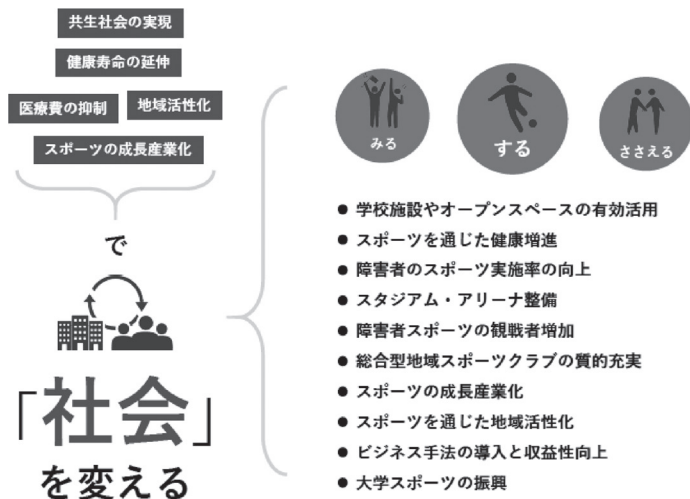 共生社会の実現
健康寿命の延伸
医療費の抑制
地域活性化
スポーツの成長産業化
で
「社会」
を変える
みる
する
ささえる
● 学校施設やオープンスペースの有効活用
● スポーツを通じた健康増進
● 障害者のスポーツ実施率の向上
● スタジアム・アリーナ整備
● 障害者スポーツの観戦者増加
● 総合型地域スポーツクラブの質的充実
● スポーツの成長産業化
● スポーツを通じた地域活性化
● ビジネス手法の導入と収益性向上
● 大学スポーツの振興